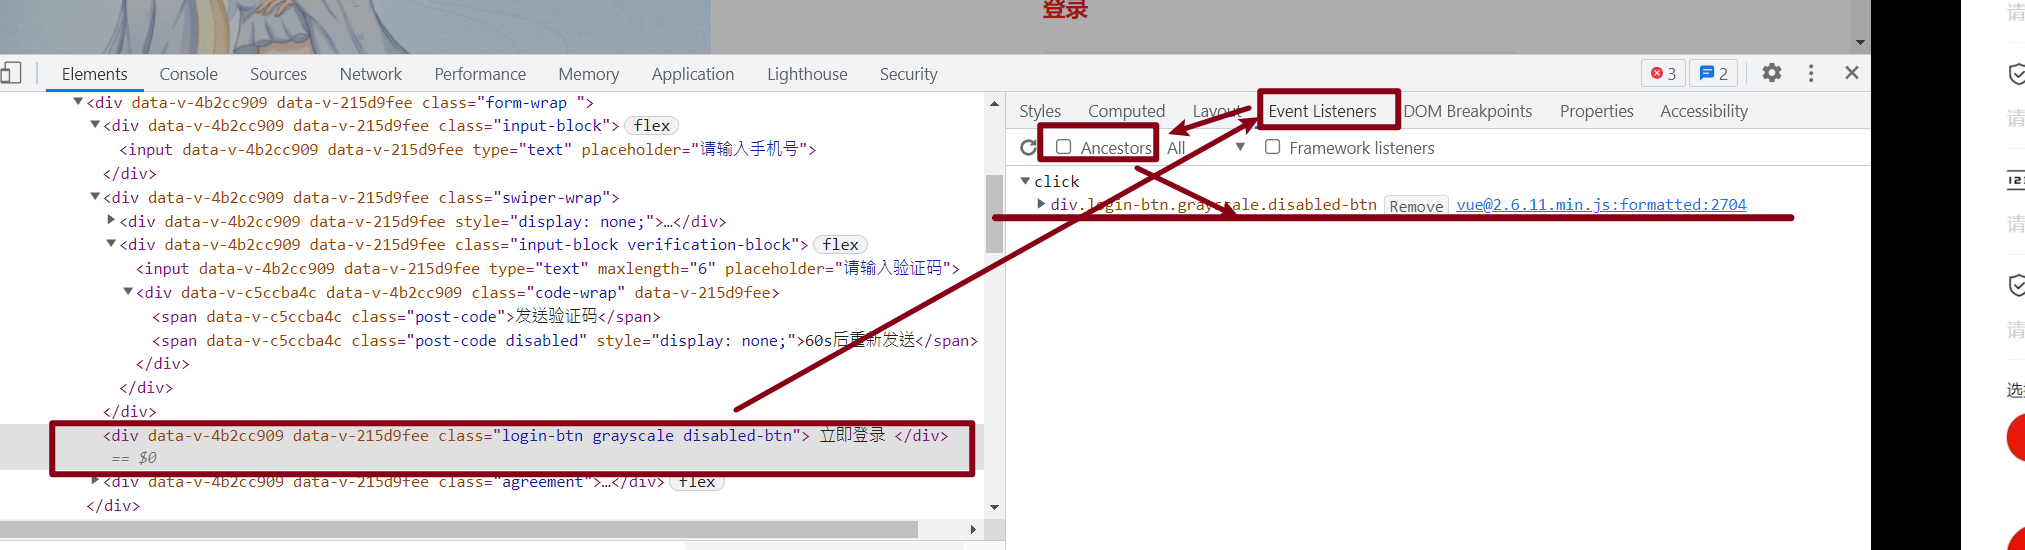 登录
请
Elements Console Sources Network Performance Memory Application Lighthouse Security 3 2
<div data-v-4b2cc909 data-v-215d9fee class="form-wrap ">
<div data-v-4b2cc909 data-v-215d9fee class="input-block"> flex
<input data-v-4b2cc909 data-v-215d9fee type="text" placeholder="请输入手机号">
</div>
<div data-v-4b2cc909 data-v-215d9fee class="swiper-wrap">
<div data-v-4b2cc909 data-v-215d9fee style="display: none;">…</div>
<div data-v-4b2cc909 data-v-215d9fee class="input-block verification-block"> flex
<input data-v-4b2cc909 data-v-215d9fee type="text" maxlength="6" placeholder="请输入验证码">
<div data-v-c5ccba4c data-v-4b2cc909 class="code-wrap" data-v-215d9fee>
<span data-v-c5ccba4c class="post-code">发送验证码</span>
<span data-v-c5ccba4c class="post-code disabled" style="display: none;">60s后重新发送</span>
</div>
</div>
</div>
<div data-v-4b2cc909 data-v-215d9fee class="login-btn grayscale disabled-btn"> 立即登录 </div>
== $0
<div data-v-4b2cc909 data-v-215d9fee class="agreement">…</div> flex
</div>
Styles Computed Layout Event Listeners DOM Breakpoints Properties Accessibility
Ancestors All Framework listeners
click
div.login-btn.grayscale.disabled-btn Remove vue@2.6.11.min.js:formatted:2704
请
请
请
选